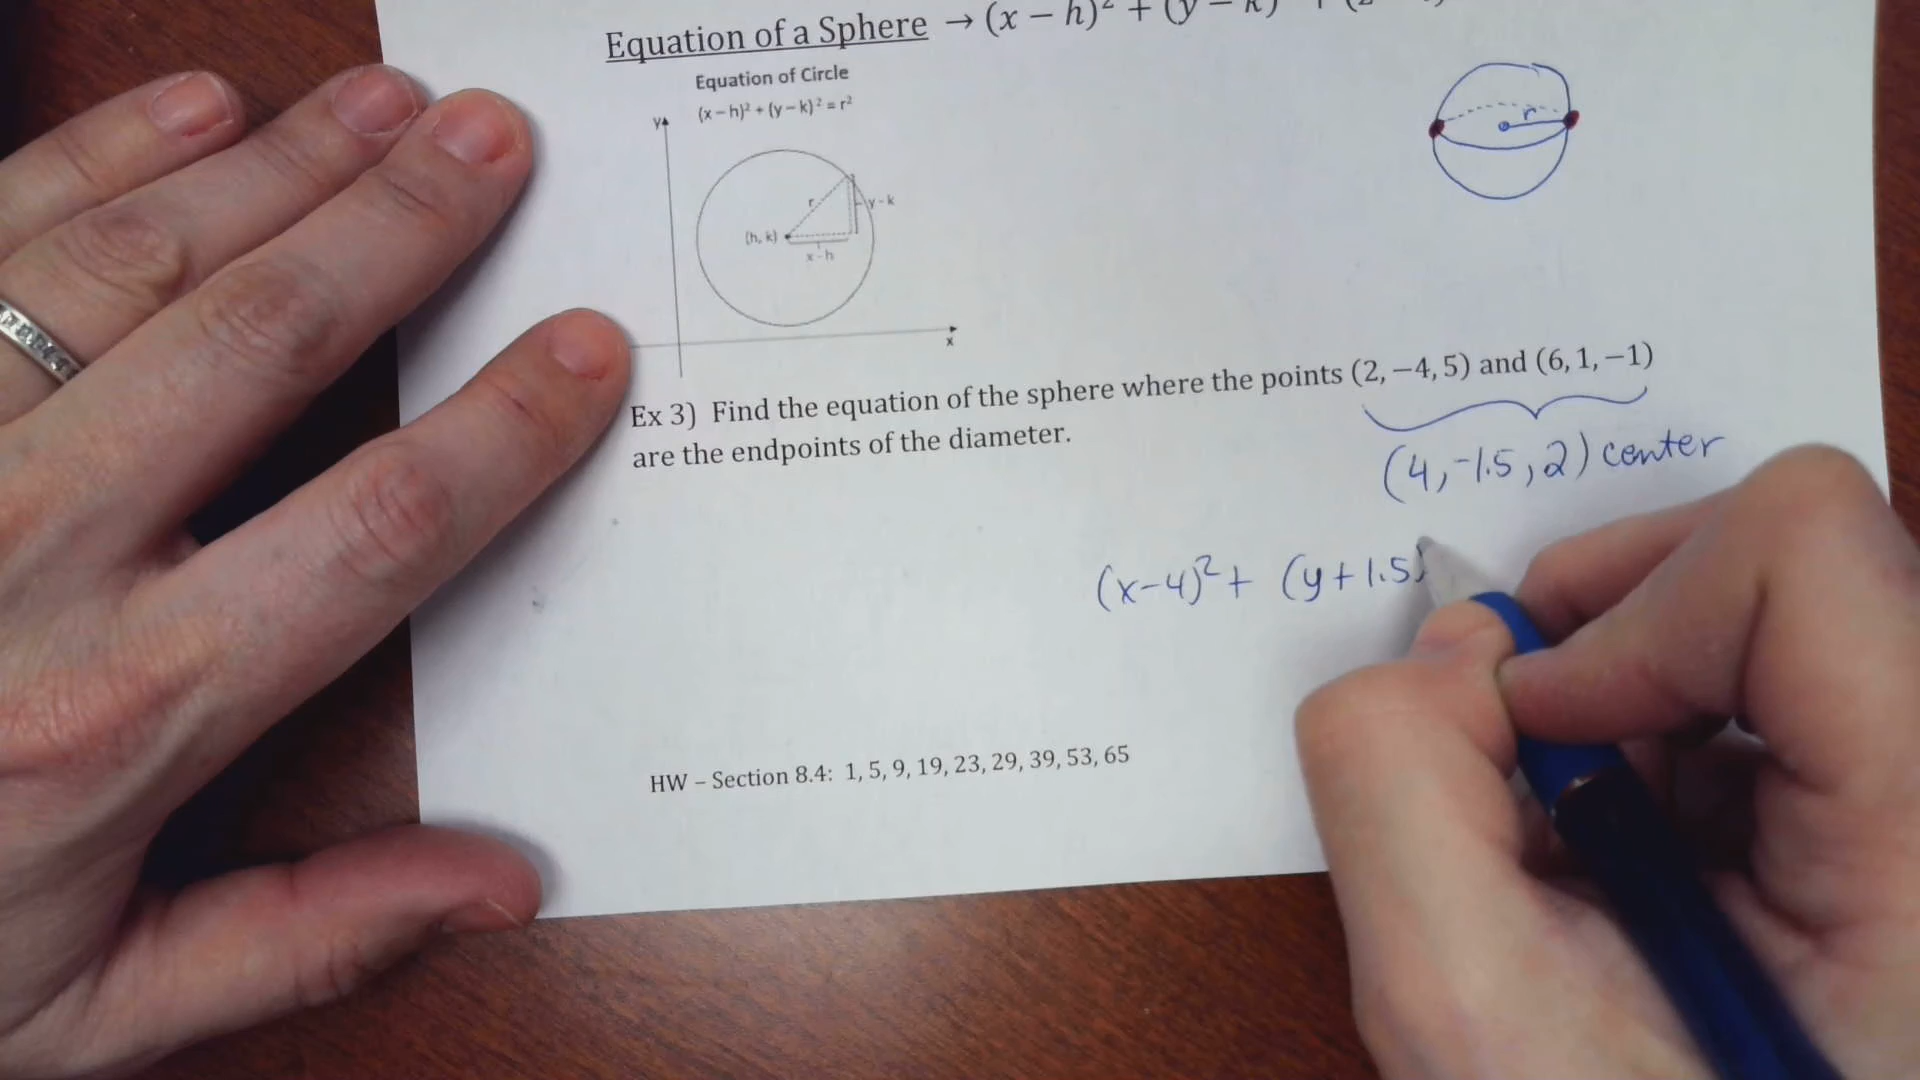 Equation of a Sphere → (x − h)² + (y − k)
Equation of Circle
(x – h)² + (y – k)² = r²
y
r
y - k
(h, k)
x - h
x
r
Ex 3) Find the equation of the sphere where the points (2, −4, 5) and (6, 1, −1)
are the endpoints of the diameter.
(4, -1.5, 2) center
(x-4)² + (y+1.5)
HW – Section 8.4: 1, 5, 9, 19, 23, 29, 39, 53, 65